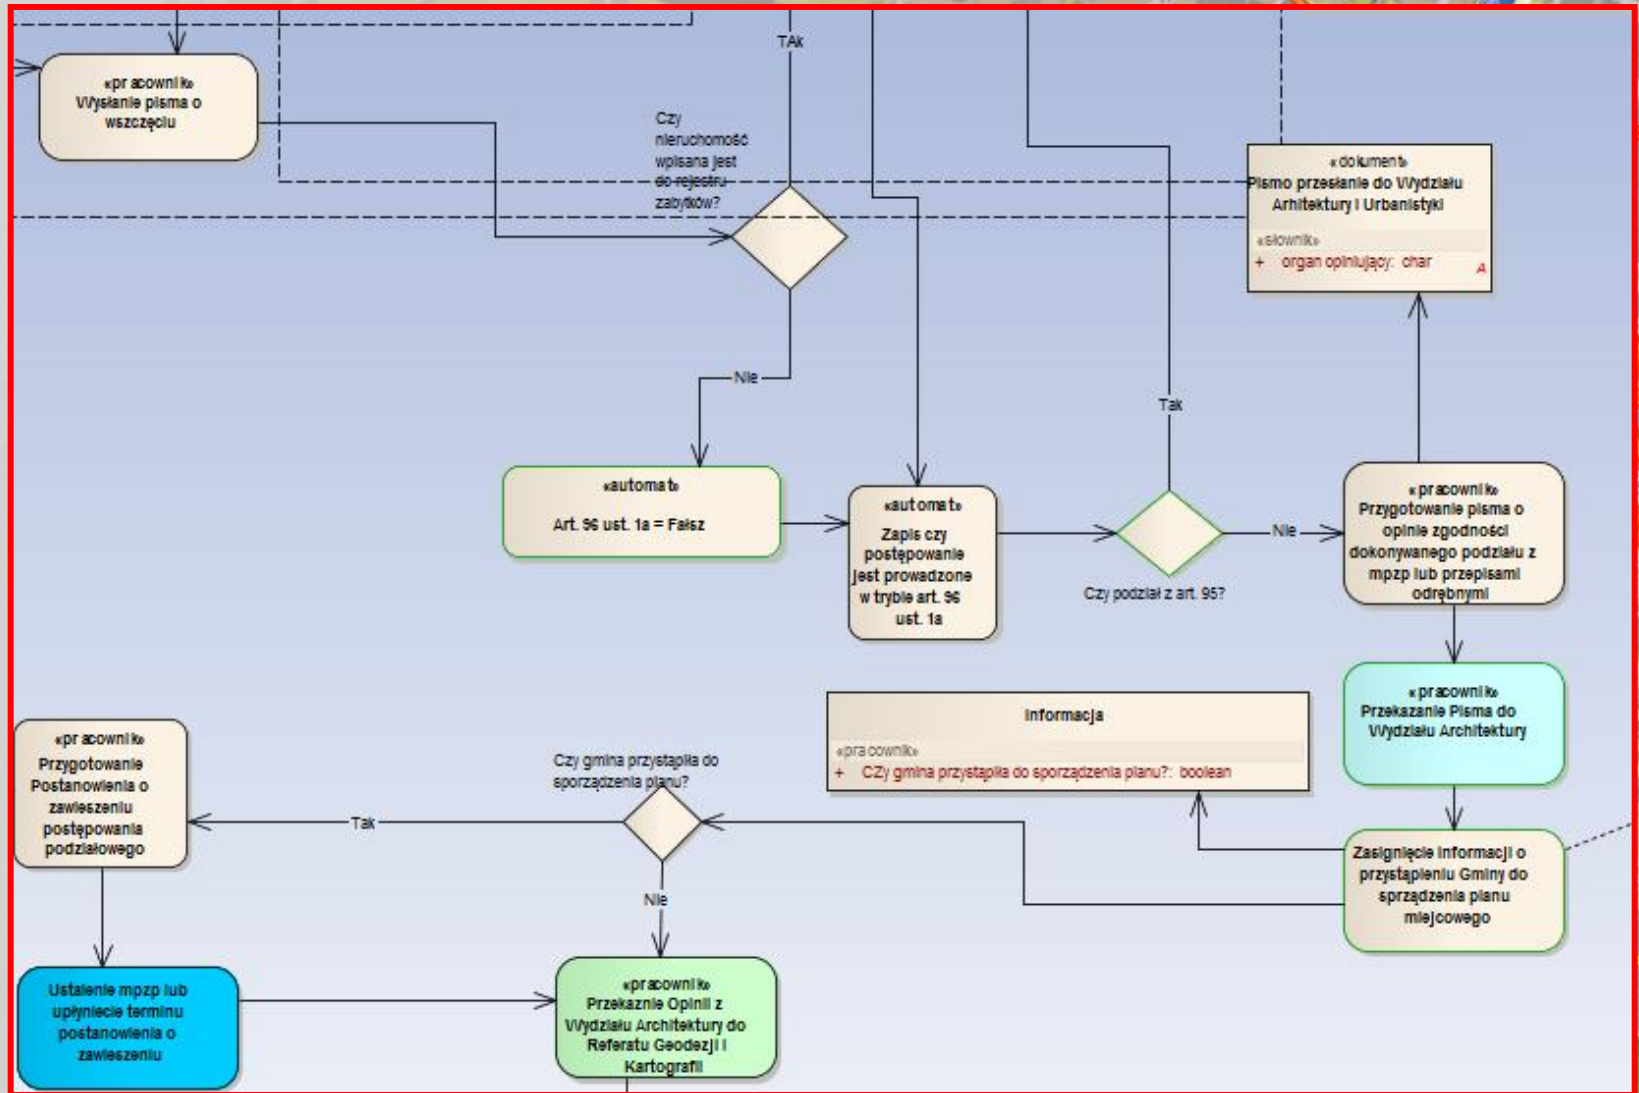 TAk
«pracownik»
Wysłanie pisma o
wszczęciu
Czy
nieruchomość
wpisana jest
do rejestru
zabytków?
«dokument»
Pismo przesłanie do Wydziału
Arhitektury i Urbanistyki
«słownik»
+ organ opiniujący: char
A
Nie
Tak
«automat»
Art. 96 ust. 1a = Fałsz
«automat»
Zapis czy
postępowanie
jest prowadzone
w trybie art. 96
ust. 1a
Nie
Czy podział z art. 95?
«pracownik»
Przygotowanie pisma o
opinie zgodności
dokonywanego podziału z
mpzp lub przepisami
odrębnymi
«pracownik»
Przekazanie Pisma do
Wydziału Architektury
Informacja
«pracownik»
+ CZy gmina przystąpiła do sporządzenia planu?: boolean
«pracownik»
Przygotowanie
Postanowienia o
zawieszeniu
postępowania
podziałowego
Czy gmina przystąpiła do
sporządzenia planu?
Tak
Nie
Zasignięcie informacji o
przystąpieniu Gminy do
sprządzenia planu
miejcowego
Ustalenie mpzp lub
upłyniecie terminu
postanowienia o
zawieszeniu
«pracownik»
Przekaznie Opinii z
Wydziału Architektury do
Referatu Geodezji i
Kartografii